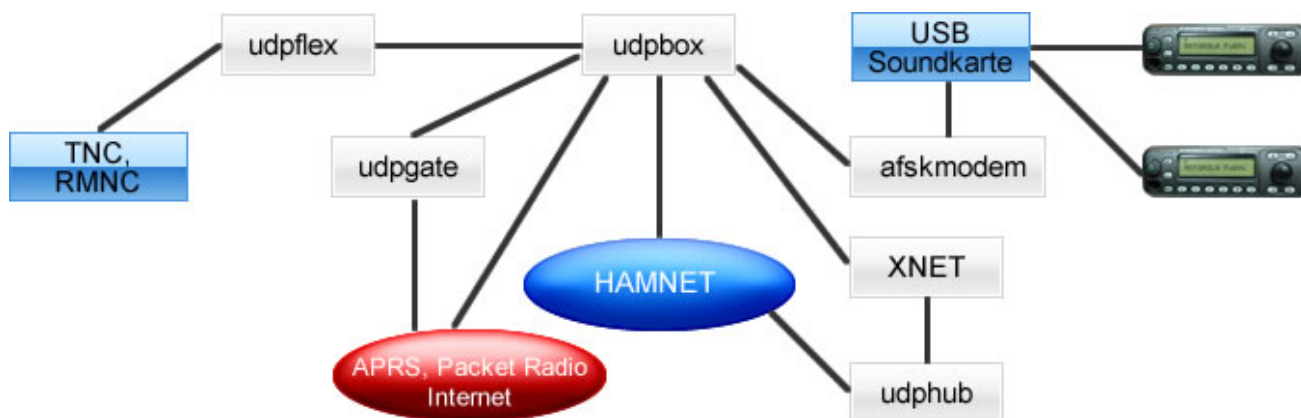 udpflex
udpbox
USB
Soundkarte
TNC,
RMNC
udpgate
afskmodem
HAMNET
XNET
APRS, Packet Radio
Internet
udphub